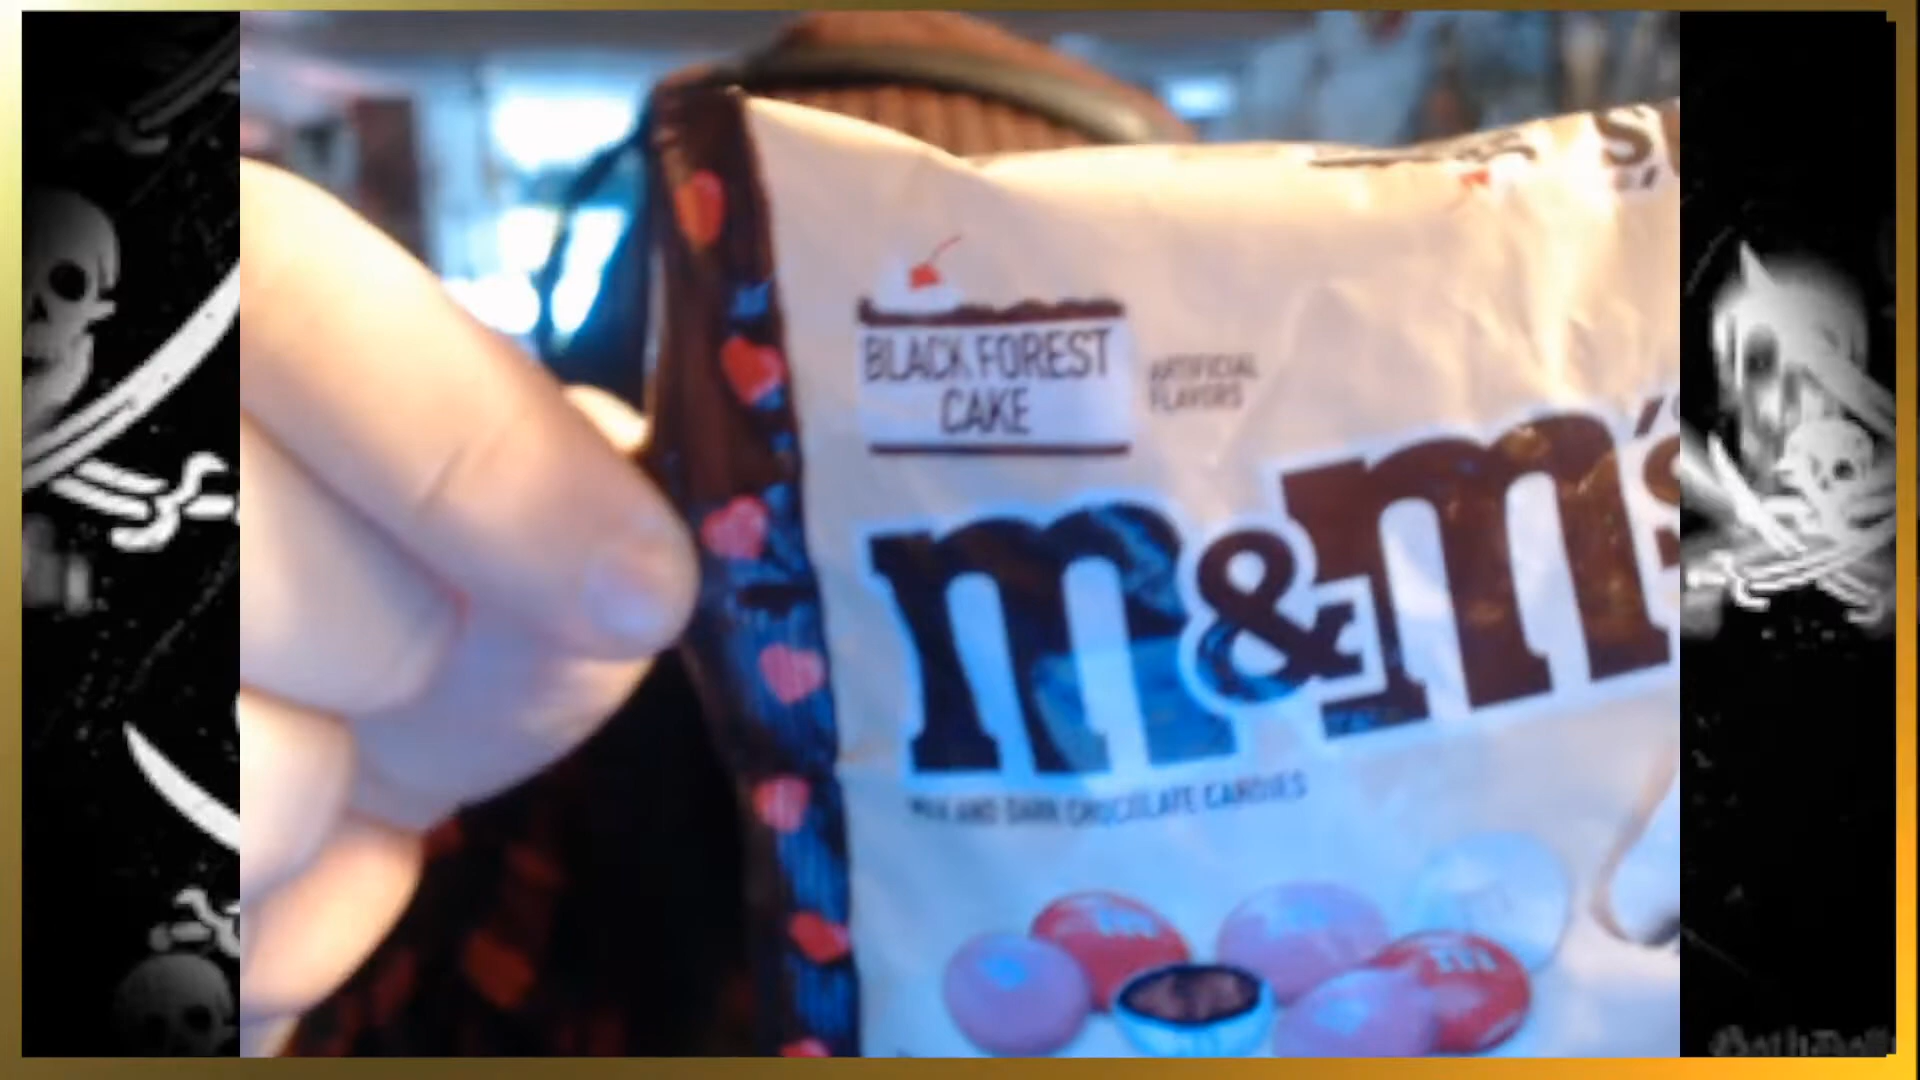 BLACK FOREST
CAKE
ARTIFICIAL
FLAVORS
m&m's
MILK AND DARK CHOCOLATE CANDIES
m
m